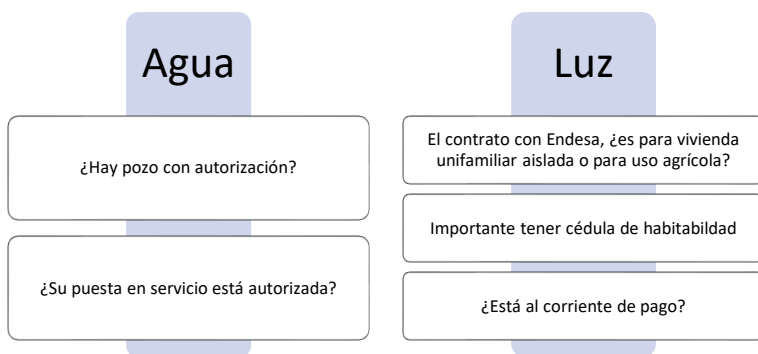 Agua
¿Hay pozo con autorización?
¿Su puesta en servicio está autorizada?
Luz
El contrato con Endesa, ¿es para vivienda
unifamiliar aislada o para uso agrícola?
Importante tener cédula de habitabildad
¿Está al corriente de pago?